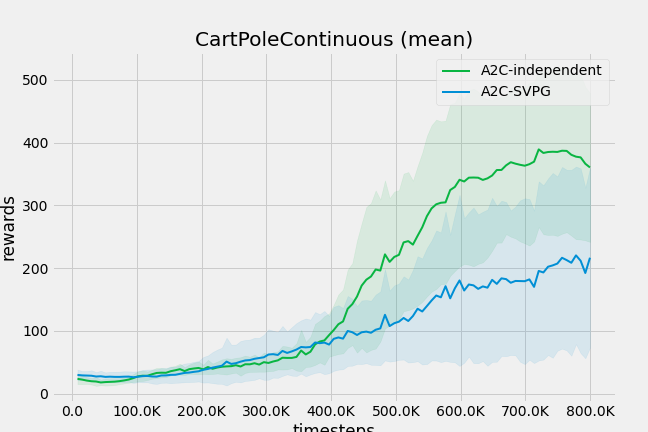 CartPoleContinuous (mean)
A2C-independent
A2C-SVPG
rewards
500
400
300
200
100
0
0.0 100.0K 200.0K 300.0K 400.0K 500.0K 600.0K 700.0K 800.0K
timesteps